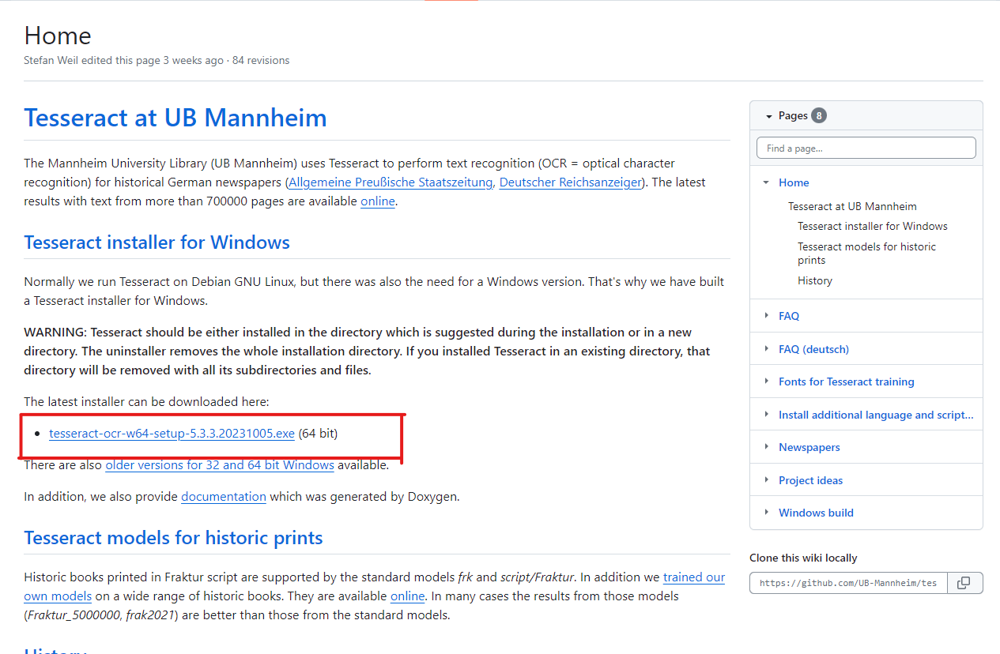 Home
Stefan Weil edited this page 3 weeks ago · 84 revisions
Tesseract at UB Mannheim
The Mannheim University Library (UB Mannheim) uses Tesseract to perform text recognition (OCR = optical character
recognition) for historical German newspapers (Allgemeine Preußische Staatszeitung, Deutscher Reichsanzeiger). The latest
results with text from more than 700000 pages are available online.
Tesseract installer for Windows
Normally we run Tesseract on Debian GNU Linux, but there was also the need for a Windows version. That's why we have built
a Tesseract installer for Windows.
WARNING: Tesseract should be either installed in the directory which is suggested during the installation or in a new
directory. The uninstaller removes the whole installation directory. If you installed Tesseract in an existing directory, that
directory will be removed with all its subdirectories and files.
The latest installer can be downloaded here:
• tesseract-ocr-w64-setup-5.3.3.20231005.exe (64 bit)
There are also older versions for 32 and 64 bit Windows available.
In addition, we also provide documentation which was generated by Doxygen.
Tesseract models for historic prints
Historic books printed in Fraktur script are supported by the standard models frk and script/Fraktur. In addition we trained our
own models on a wide range of historic books. They are available online. In many cases the results from those models
(Fraktur_5000000, frak2021) are better than those from the standard models.
History
Pages 8
Find a page...
Home
Tesseract at UB Mannheim
Tesseract installer for Windows
Tesseract models for historic
prints
History
FAQ
FAQ (deutsch)
Fonts for Tesseract training
Install additional language and script...
Newspapers
Project ideas
Windows build
Clone this wiki locally
https://github.com/UB-Mannheim/tes